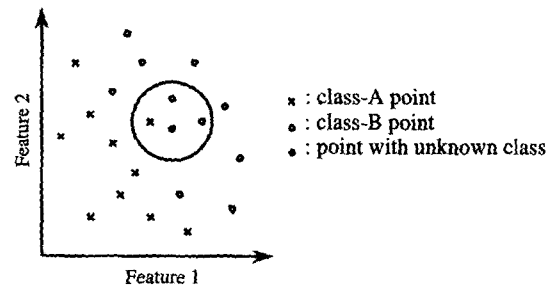 Feature 2
x : class-A point
o : class-B point
• : point with unknown class
Feature 1